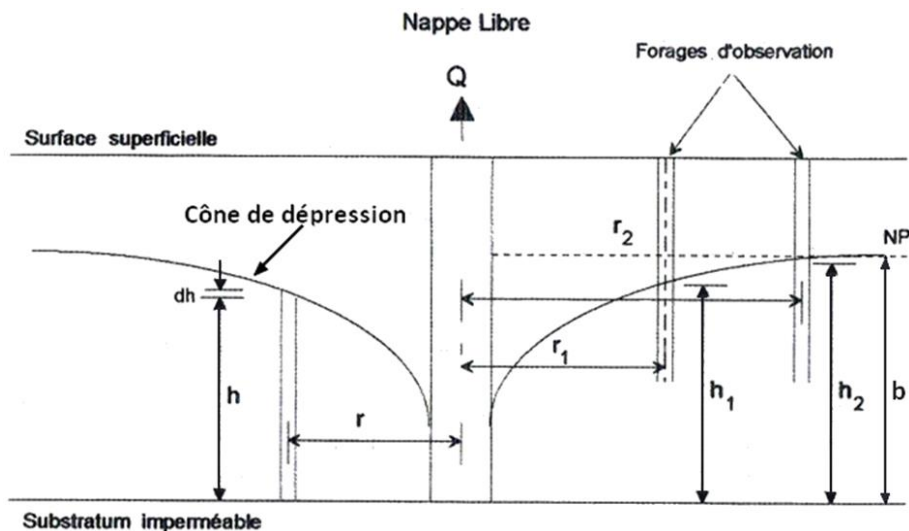 Nappe Libre
Forages d'observation
Q
Surface superficielle
Cône de dépression
r2
NP
dh
r1
h
h1
h2
b
r
Substratum imperméable